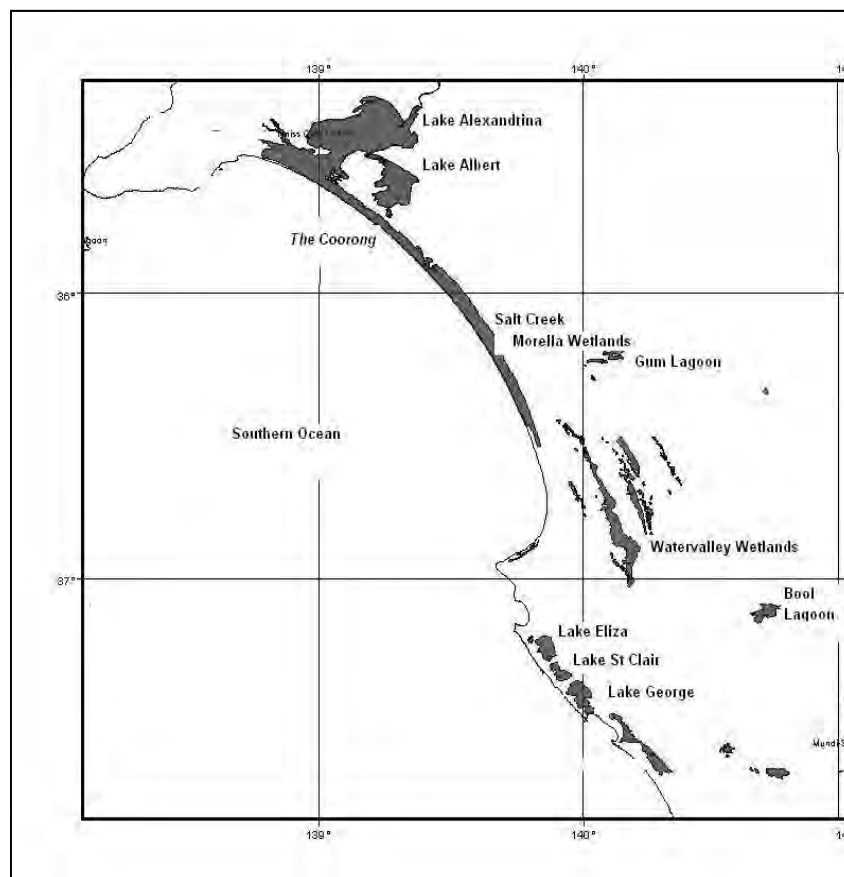 139°
140°
Lake Alexandrina
Lake Albert
The Coorong
36°
Salt Creek
Morella Wetlands
Gum Lagoon
Southern Ocean
Watervalley Wetlands
37°
Bool
Lagoon
Lake Eliza
Lake St Clair
Lake George
139°
140°